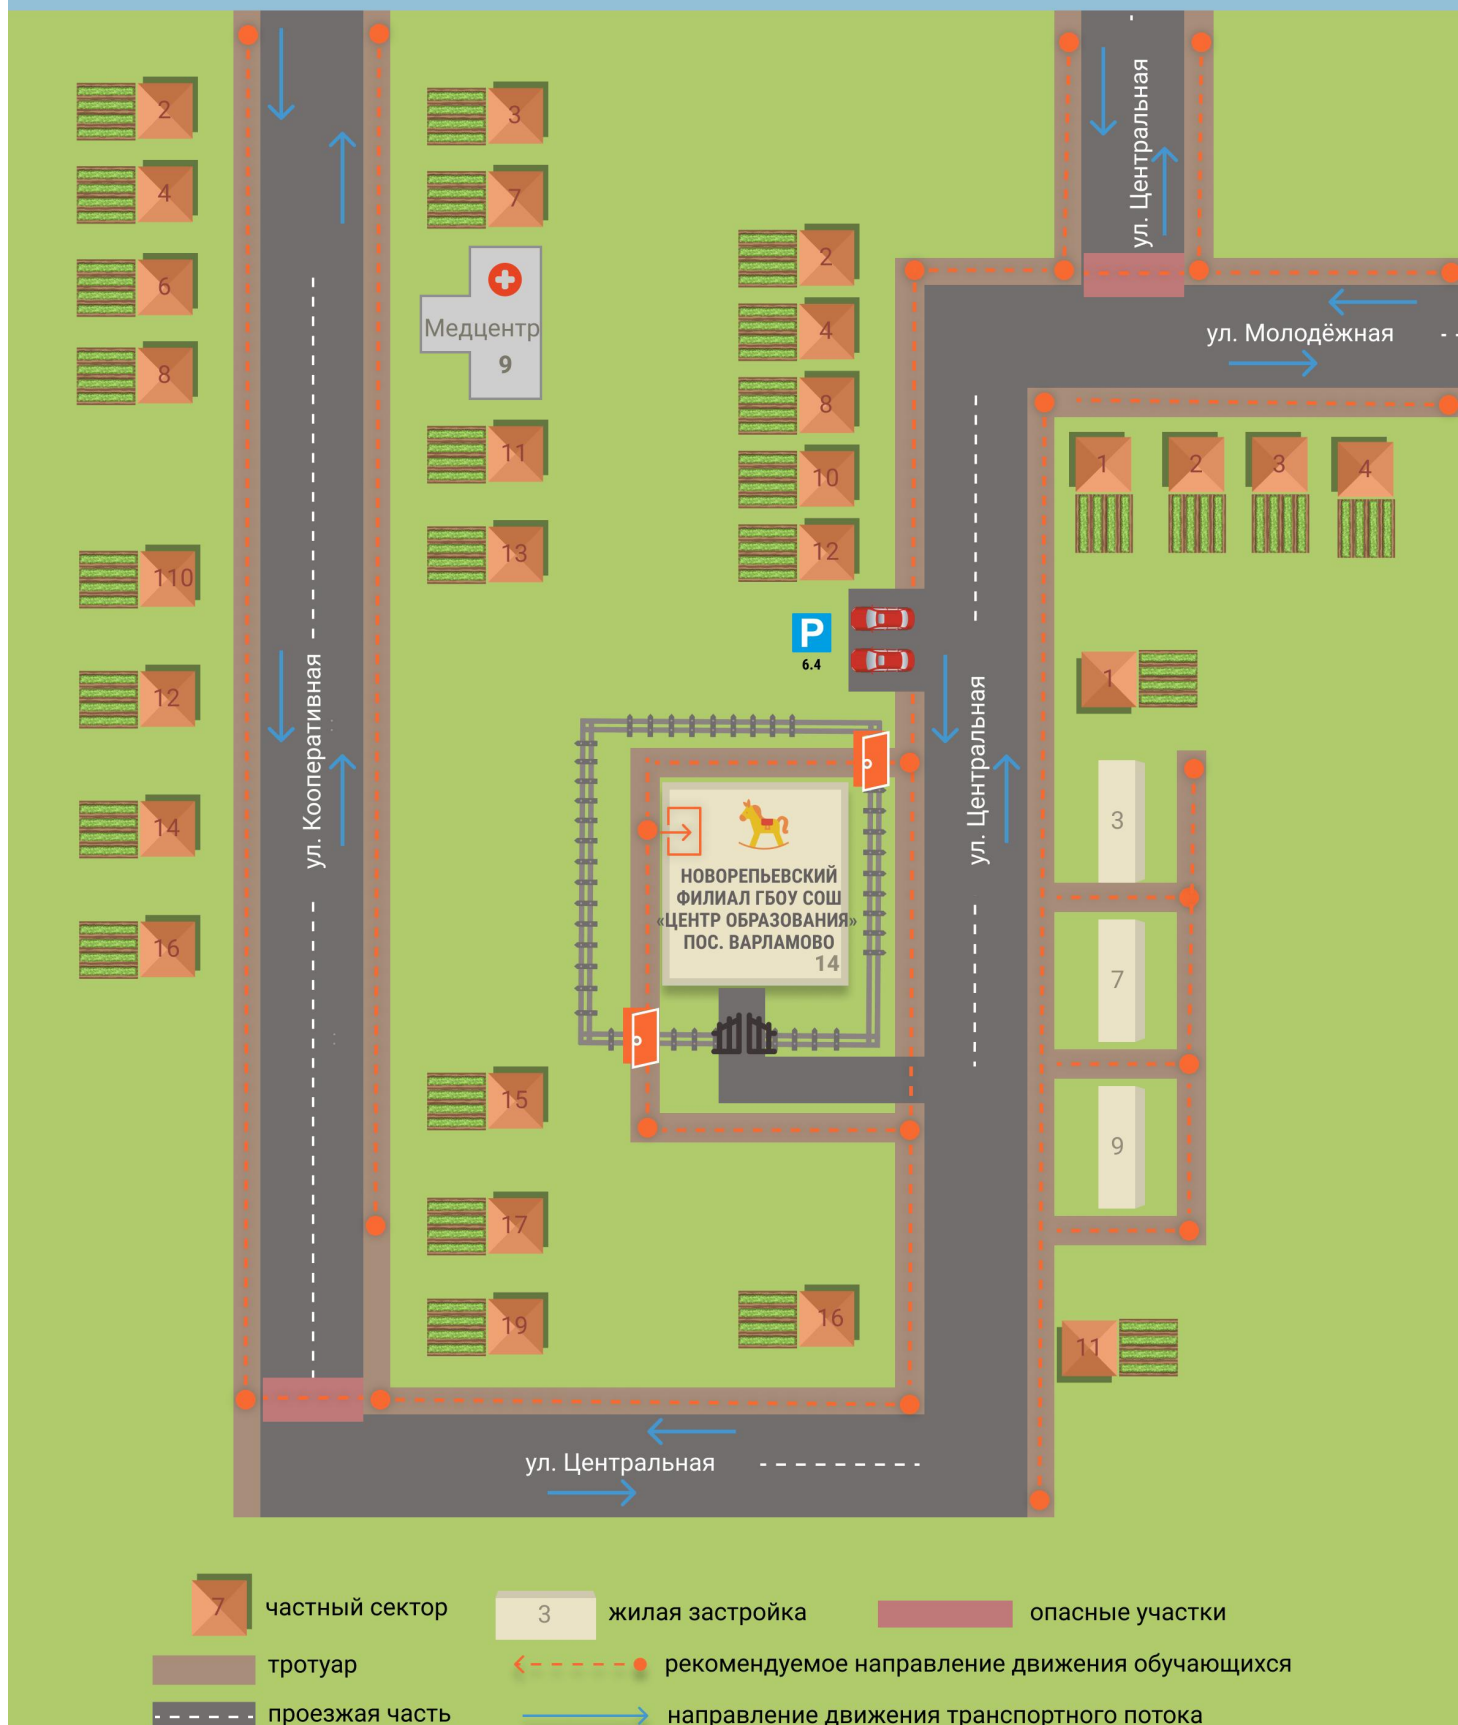 2
3
ул. Центральная
4
7
2
6
Медцентр
9
4
ул. Молодёжная
8
8
11
10
1
2
3
4
13
12
110
P
6.4
1
12
ул. Кооперативная
ул. Центральная
14
3
НОВОРЕПЬЕВСКИЙ
ФИЛИАЛ ГБОУ СОШ
«ЦЕНТР ОБРАЗОВАНИЯ»
ПОС. ВАРЛАМОВО
14
16
7
15
9
17
19
16
11
ул. Центральная
7
частный сектор
3
жилая застройка
опасные участки
тротуар
рекомендуемое направление движения обучающихся
проезжая часть
направление движения транспортного потока